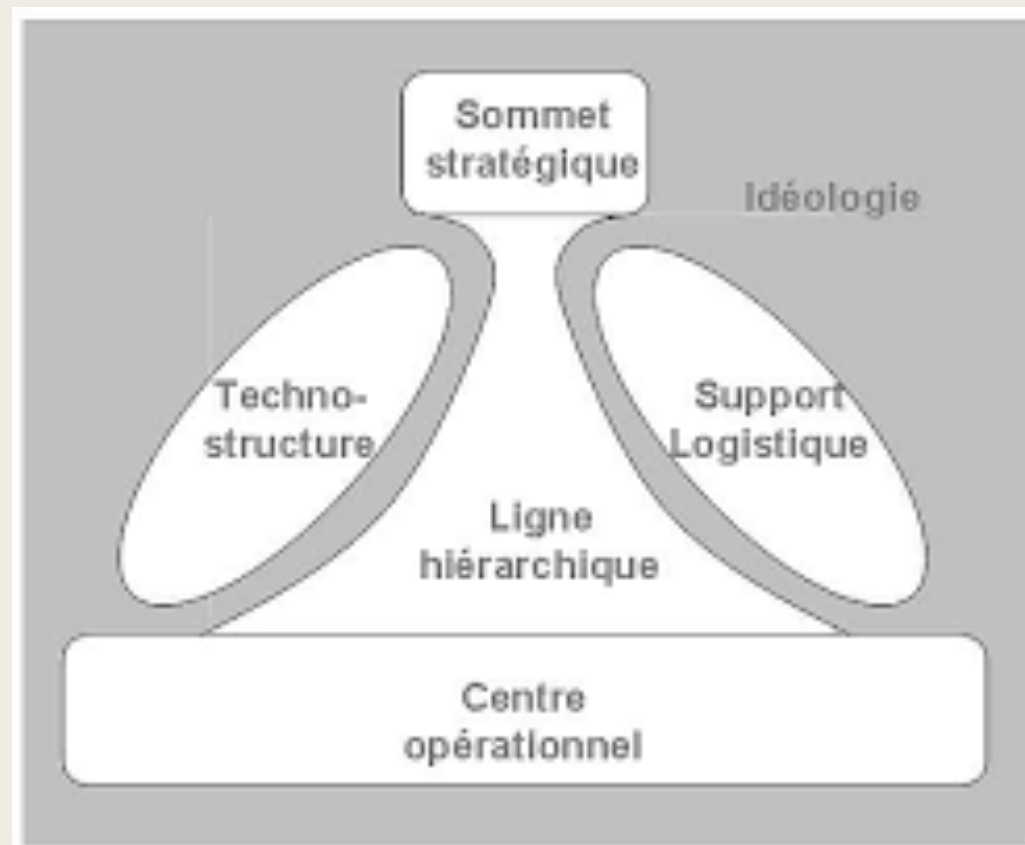 Sommet
stratégique
Idéologie
Techno-
structure
Support
Logistique
Ligne
hiérarchique
Centre
opérationnel